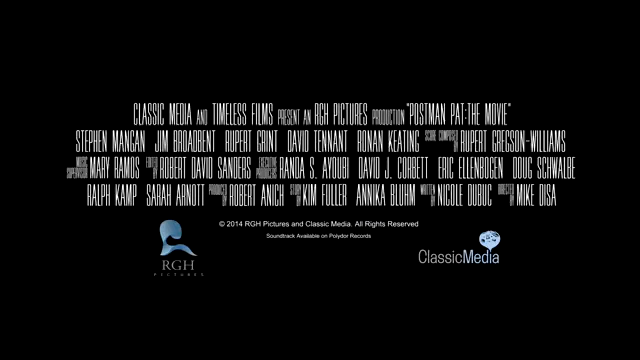 CLASSIC MEDIA AND TIMELESS FILMS PRESENT AN RGH PICTURES PRODUCTION "POSTMAN PAT:THE MOVIE"
STEPHEN MANGAN JIM BROADBENT RUPERT GRINT DAVID TENNANT RONAN KEATING SCORE COMPOSED BY RUPERT GREGSON-WILLIAMS
MUSIC SUPERVISOR MARY RAMOS EDITED BY ROBERT DAVID SANDERS EXECUTIVE PRODUCERS RANDA S. AYOUBI DAVID J. CORBETT ERIC ELLENBOGEN DOUG SCHWALBE
RALPH KAMP SARAH ARNOTT PRODUCED BY ROBERT ANICH STORY BY KIM FULLER ANNIKA BLUHM WRITTEN BY NICOLE DUBUC DIRECTED BY MIKE DISA
© 2014 RGH Pictures and Classic Media. All Rights Reserved
Soundtrack Available on Polydor Records
RGH
PICTURES
ClassicMedia